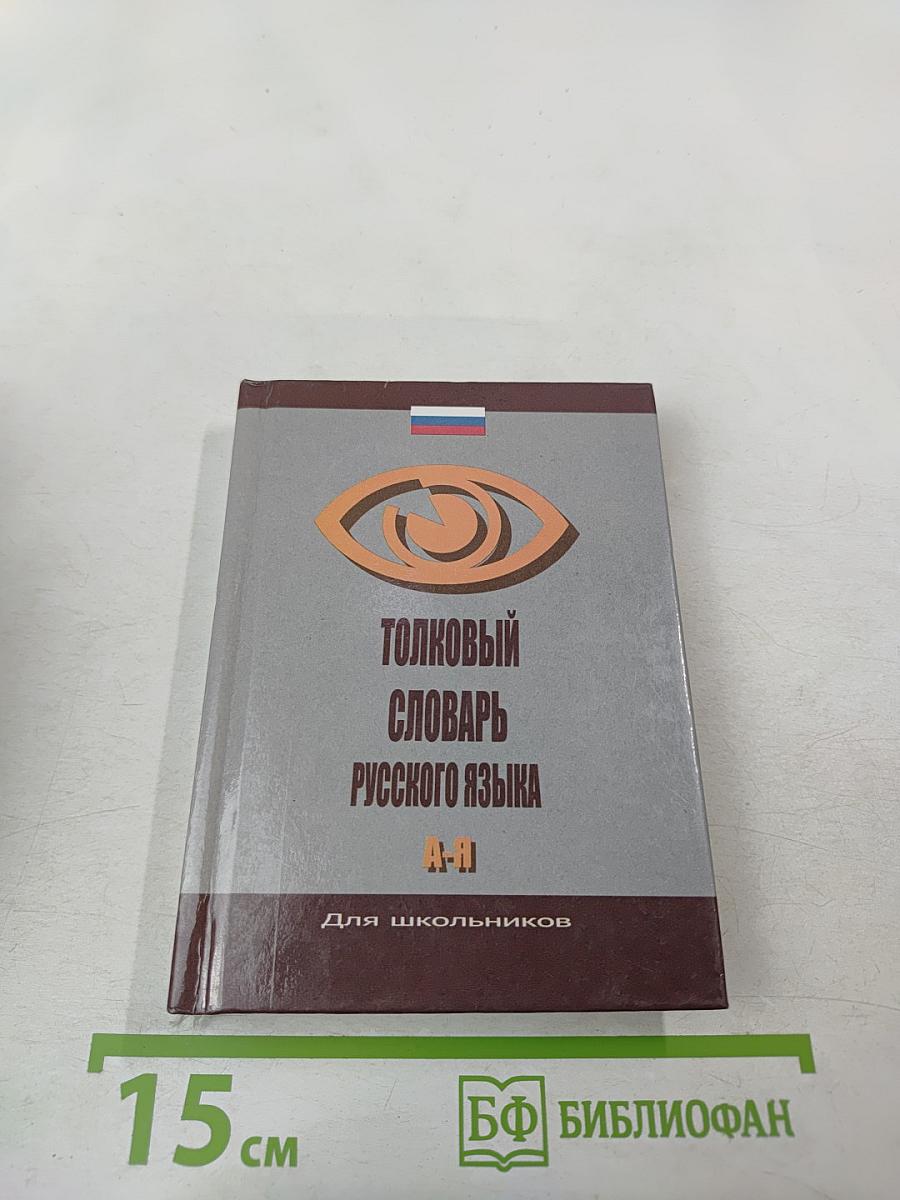 ТОЛКОВЫЙ
СЛОВАРЬ
РУССКОГО ЯЗЫКА
А-Я
Для школьников
15 см
БФ БИБЛИОФАН